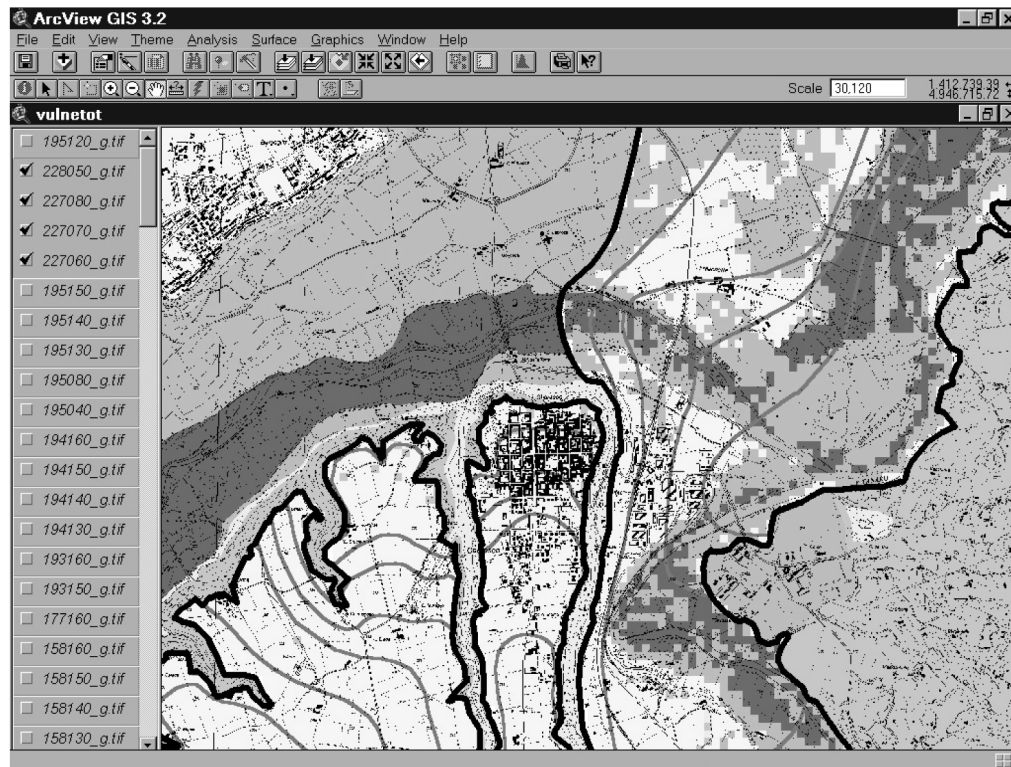 ArcView GIS 3.2
File Edit View Theme Analysis Surface Graphics Window Help
Scale 30,120
1,412,739.39
4,946,715.72
vulnetot
195120_g.tif
228050_g.tif
227080_g.tif
227070_g.tif
227060_g.tif
195150_g.tif
195140_g.tif
195130_g.tif
195080_g.tif
195040_g.tif
194160_g.tif
194150_g.tif
194140_g.tif
194130_g.tif
193160_g.tif
193150_g.tif
177160_g.tif
158160_g.tif
158150_g.tif
158140_g.tif
158130_g.tif